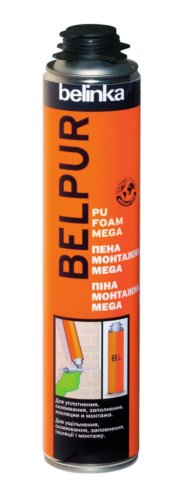 belinka
BELPUR
PU
FOAM
MEGA
ПЕНА
МОНТАЖНАЯ
MEGA
ПІНА
МОНТАЖНА
MEGA
65 L
Для уплотнения,
склеивания, заполнения,
изоляции и монтажа.
Для ущільнення,
склеювання, заповнення,
ізоляції і монтажу.